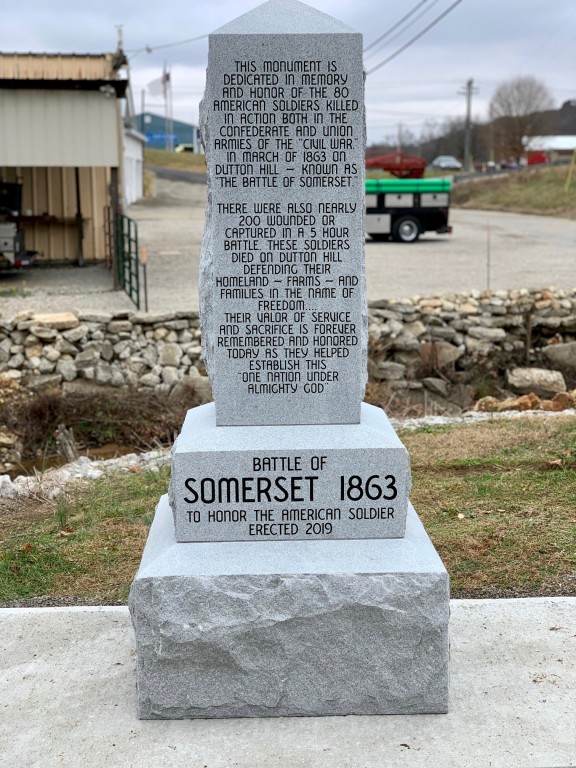 THIS MONUMENT IS
DEDICATED IN MEMORY
AND HONOR OF THE 80
AMERICAN SOLDIERS KILLED
IN ACTION BOTH IN THE
CONFEDERATE AND UNION
ARMIES OF THE "CIVIL WAR."
IN MARCH OF 1863 ON
DUTTON HILL – KNOWN AS
"THE BATTLE OF SOMERSET"
THERE WERE ALSO NEARLY
200 WOUNDED OR
CAPTURED IN A 5 HOUR
BATTLE. THESE SOLDIERS
DIED ON DUTTON HILL
DEFENDING THEIR
HOMELAND – FARMS – AND
FAMILIES IN THE NAME OF
FREEDOM....
THEIR VALOR OF SERVICE
AND SACRIFICE IS FOREVER
REMEMBERED AND HONORED
TODAY AS THEY HELPED
ESTABLISH THIS
"ONE NATION UNDER
ALMIGHTY GOD"
BATTLE OF
SOMERSET 1863
TO HONOR THE AMERICAN SOLDIER
ERECTED 2019